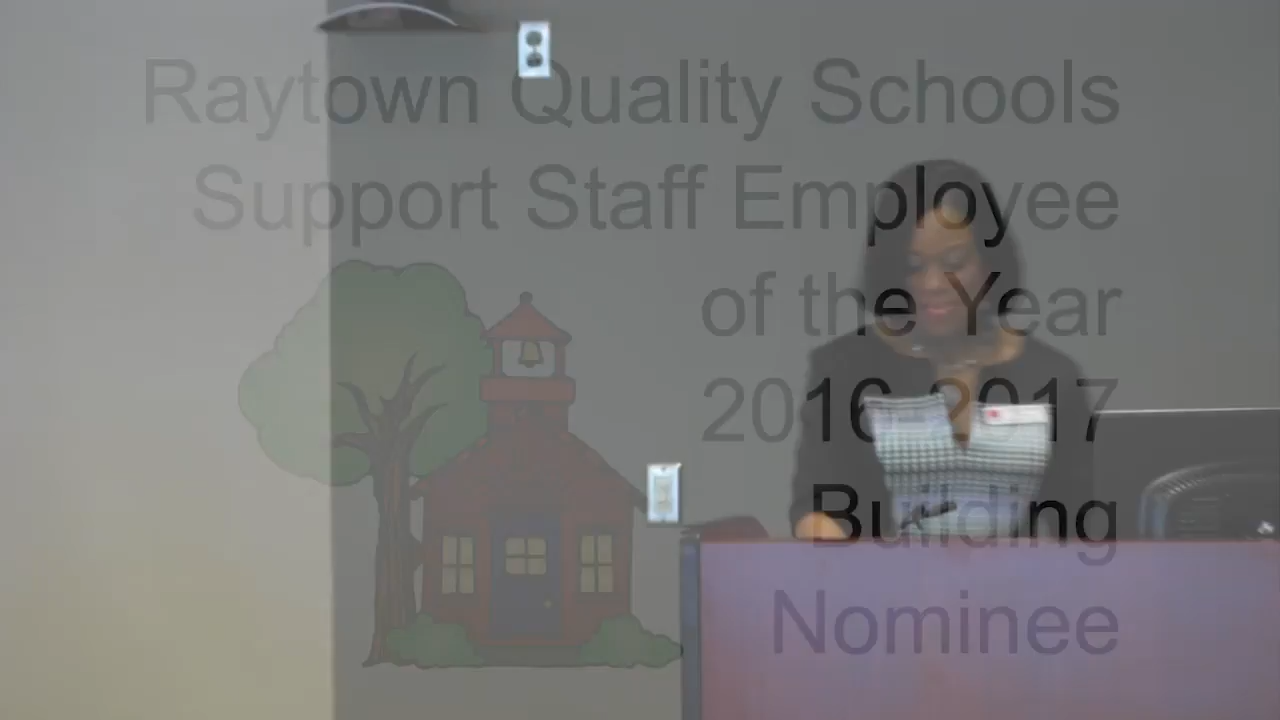 Raytown Quality Schools
Support Staff Employee
of the Year
2016-2017
Building
Nominee